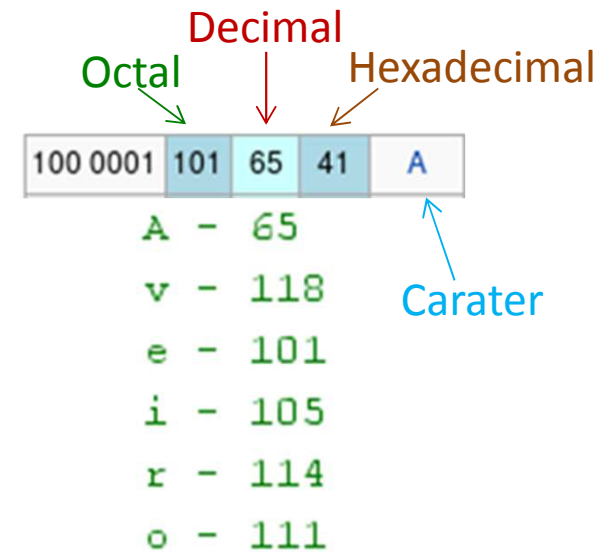 Decimal
Octal
Hexadecimal
100 0001 101 65 41 A
A - 65
v - 118
Carater
e - 101
i - 105
r - 114
o - 111